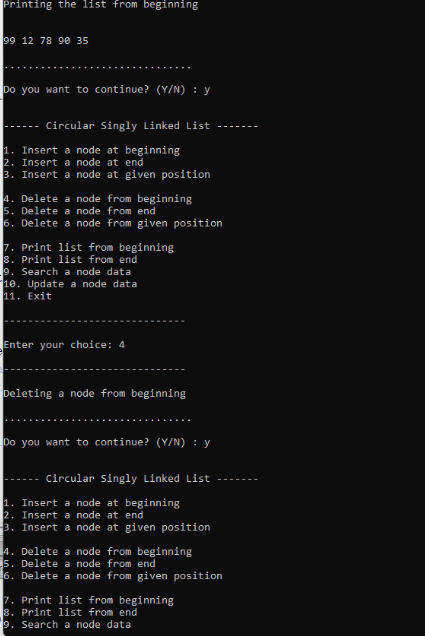 Printing the list from beginning
99 12 78 90 35
...............................
Do you want to continue? (Y/N) : y
------ Circular Singly Linked List -------
1. Insert a node at beginning
2. Insert a node at end
3. Insert a node at given position
4. Delete a node from beginning
5. Delete a node from end
6. Delete a node from given position
7. Print list from beginning
8. Print list from end
9. Search a node data
10. Update a node data
11. Exit
------------------------------
Enter your choice: 4
------------------------------
Deleting a node from beginning
...............................
Do you want to continue? (Y/N) : y
------ Circular Singly Linked List -------
1. Insert a node at beginning
2. Insert a node at end
3. Insert a node at given position
4. Delete a node from beginning
5. Delete a node from end
6. Delete a node from given position
7. Print list from beginning
8. Print list from end
9. Search a node data